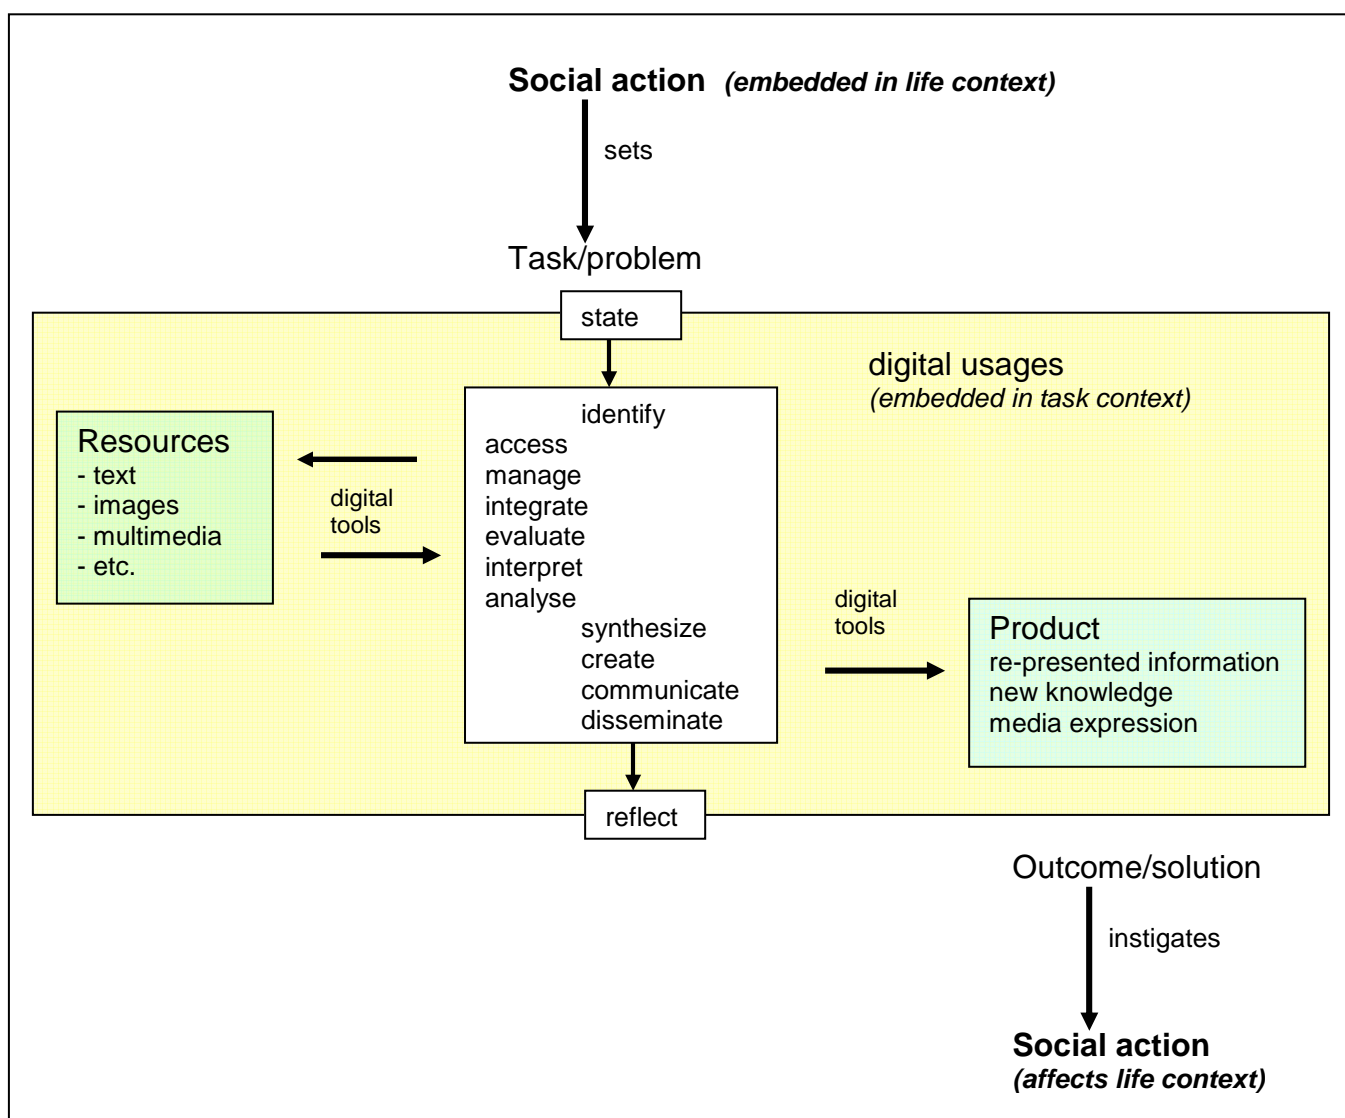 Social action (embedded in life context)
sets
Task/problem
state
digital usages
(embedded in task context)
Resources
- text
- images
- multimedia
- etc.
digital
tools
identify
access
manage
integrate
evaluate
interpret
analyse
synthesize
create
communicate
disseminate
digital
tools
Product
re-presented information
new knowledge
media expression
reflect
Outcome/solution
instigates
Social action
(affects life context)